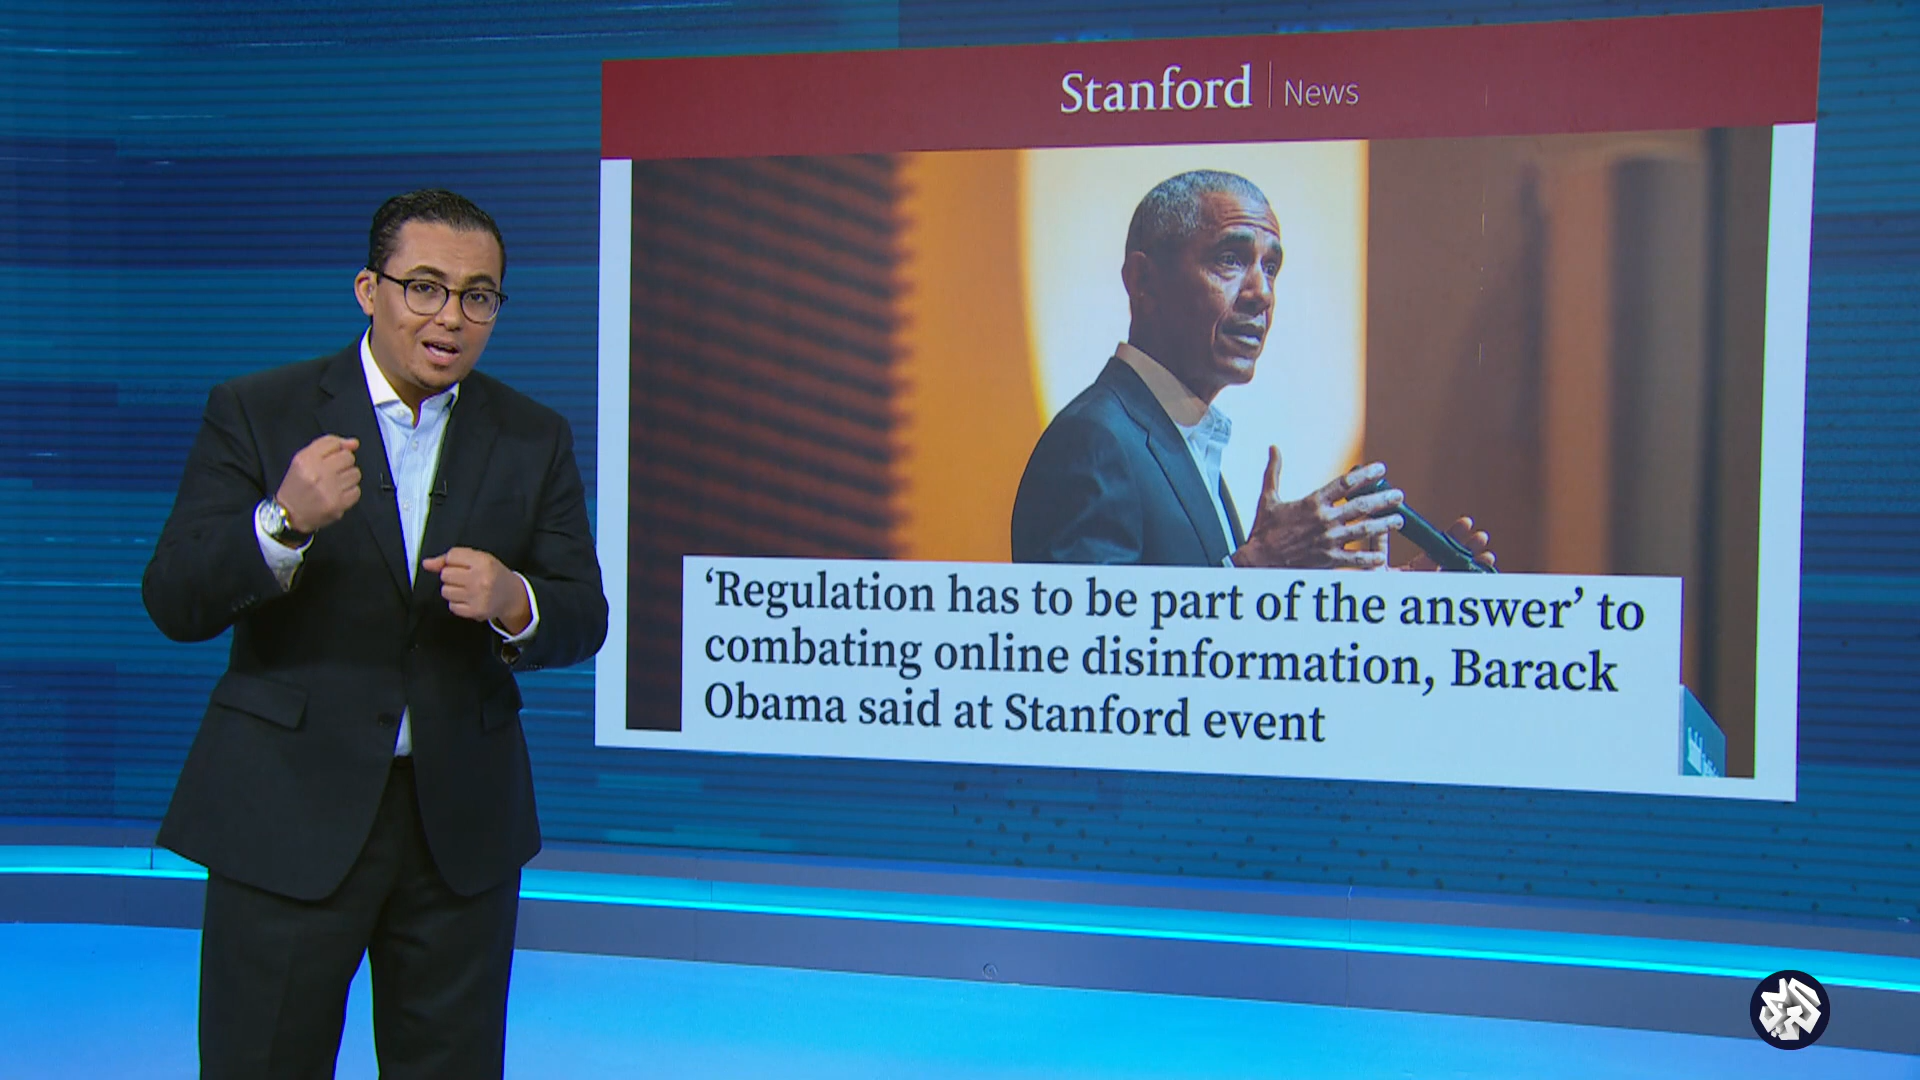 Stanford | News
‘Regulation has to be part of the answer’ to
combating online disinformation, Barack
Obama said at Stanford event